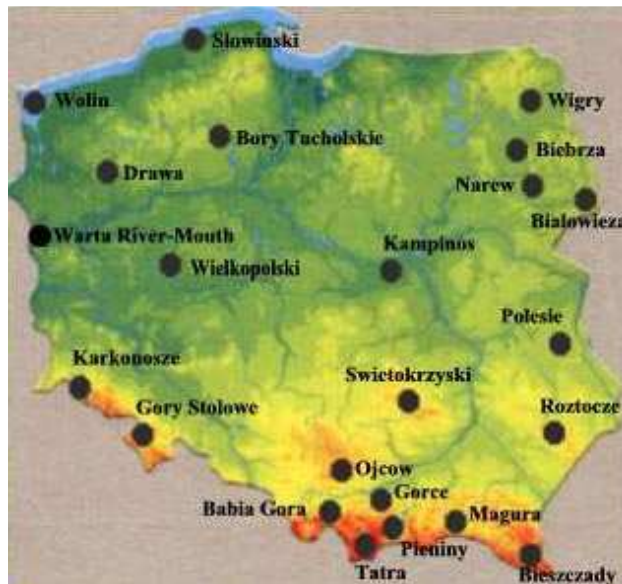 Słowinski
Wolin
Wigry
Bory Tucholskie
Biebrza
Drawa
Narew
Bialowieza
Warta River-Mouth
Kampinos
Wielkopolski
Polesie
Karkonosze
Swietokrzyski
Gory Stolowe
Roztocze
Ojcow
Gorce
Babia Gora
Magura
Pieniny
Tatra
Bieszczady